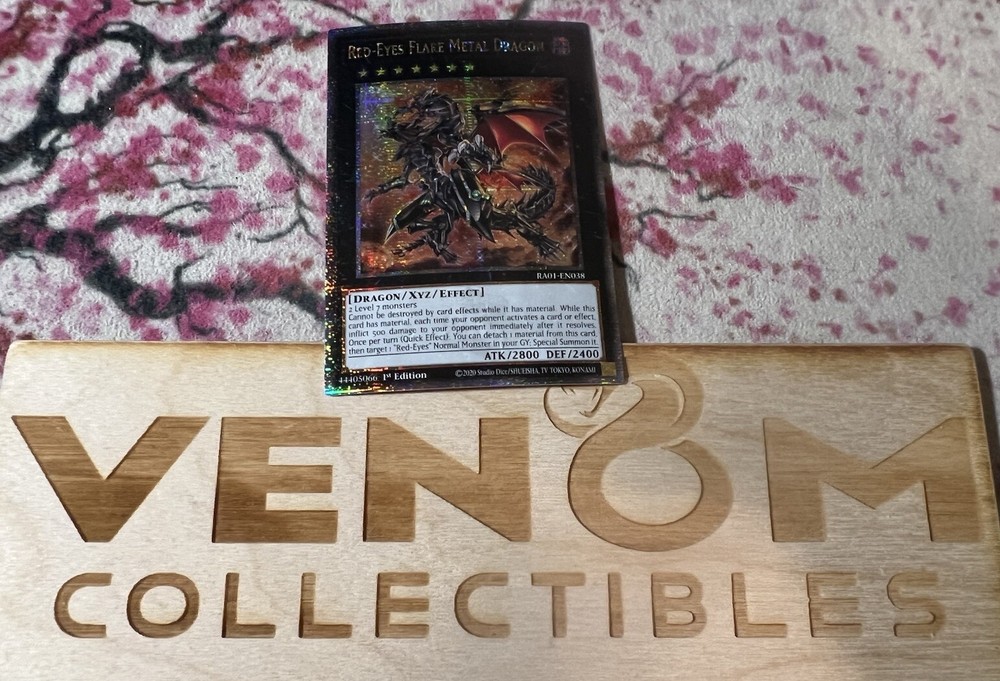 RED-EYES FLARE METAL DRAGON
RA01-EN038
[DRAGON/XYZ/EFFECT]
2 Level 7 monsters
Cannot be destroyed by card effects while it has material. While this
card has material, each time your opponent activates a card or effect,
inflict 500 damage to your opponent immediately after it resolves.
Once per turn (Quick Effect): You can detach 1 material from this card,
then target 1 "Red-Eyes" Normal Monster in your GY; Special Summon it.
ATK/2800 DEF/2400
44405066 1st Edition ©2020 Studio Dice/SHUEISHA, TV TOKYO, KONAMI
VENOM
COLLECTIBLES